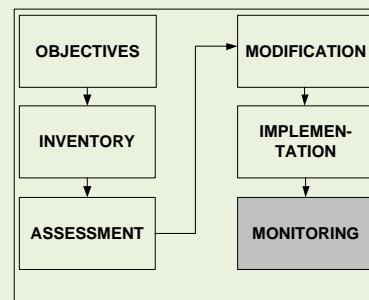 OBJECTIVES
INVENTORY
ASSESSMENT
MODIFICATION
IMPLEMEN-
TATION
MONITORING